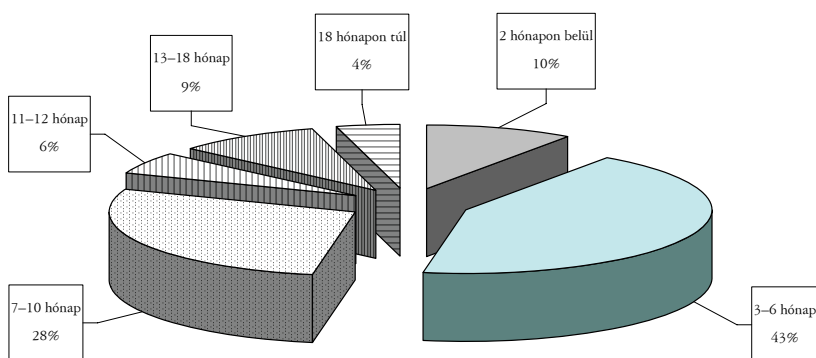 18 hónapon túl
4%
2 hónapon belül
10%
13–18 hónap
9%
11–12 hónap
6%
7–10 hónap
28%
3–6 hónap
43%